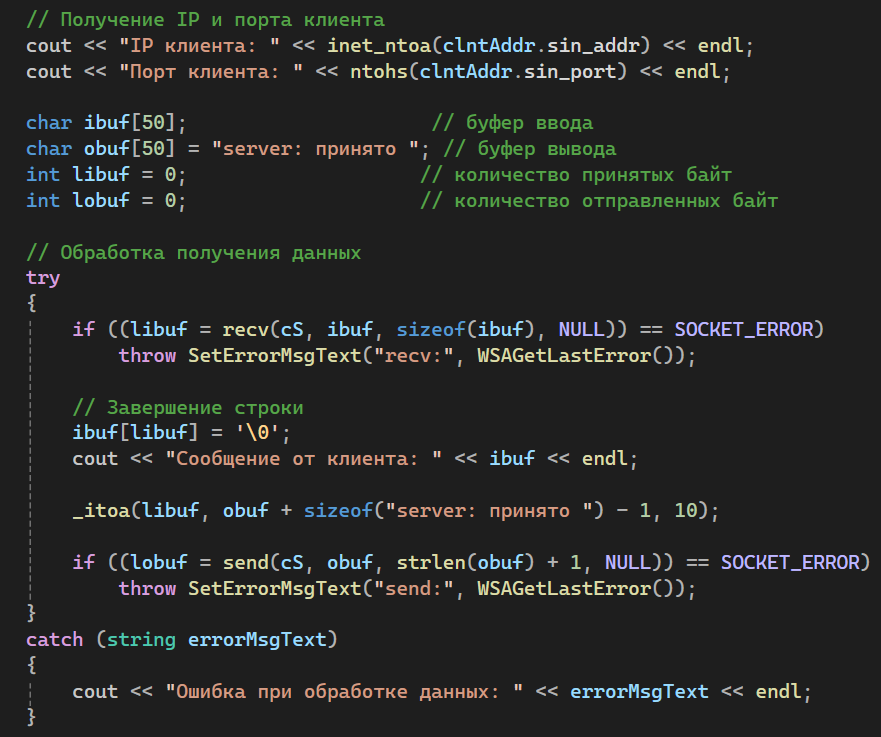 // Получение IP и порта клиента
cout << "IP клиента: " << inet_ntoa(clntAddr.sin_addr) << endl;
cout << "Порт клиента: " << ntohs(clntAddr.sin_port) << endl;
char ibuf[50]; // буфер ввода
char obuf[50] = "server: принято "; // буфер вывода
int libuf = 0; // количество принятых байт
int lobuf = 0; // количество отправленных байт
// Обработка получения данных
try
{
if ((libuf = recv(cS, ibuf, sizeof(ibuf), NULL)) == SOCKET_ERROR)
throw SetErrorMsgText("recv:", WSAGetLastError());
// Завершение строки
ibuf[libuf] = '\0';
cout << "Сообщение от клиента: " << ibuf << endl;
_itoa(libuf, obuf + sizeof("server: принято ") - 1, 10);
if ((lobuf = send(cS, obuf, strlen(obuf) + 1, NULL)) == SOCKET_ERROR)
throw SetErrorMsgText("send:", WSAGetLastError());
}
catch (string errorMsgText)
{
cout << "Ошибка при обработке данных: " << errorMsgText << endl;
}